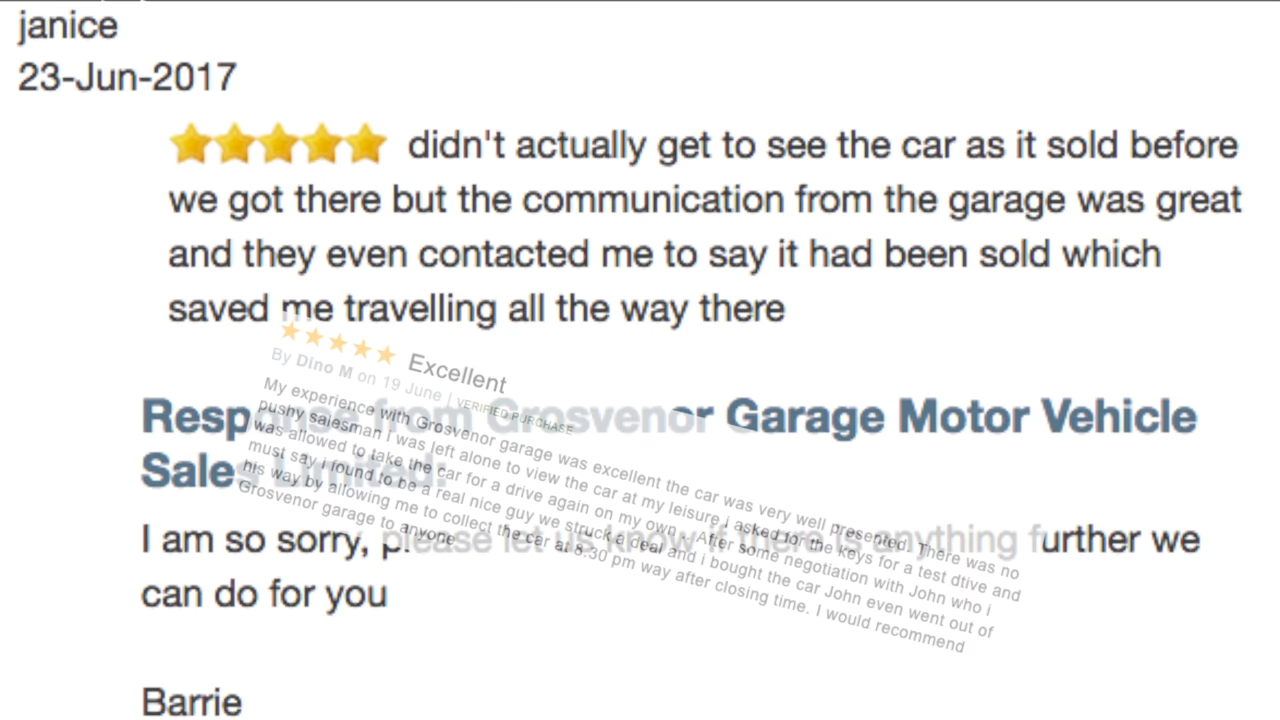 janice
23-Jun-2017
didn't actually get to see the car as it sold before
we got there but the communication from the garage was great
and they even contacted me to say it had been sold which
saved me travelling all the way there
Response from Grosvenor Garage Motor Vehicle
Sales Limited:
I am so sorry, please let us know if there is anything further we
can do for you
Barrie
Excellent
By Dino M on 19 June | VERIFIED PURCHASE
My experience with Grosvenor garage was excellent the car was very well presented. There was no
pushy salesman I was left alone to view the car at my leisure i asked for the keys for a test dtive and
was allowed to take the car for a drive again on my own. After some negotiation with John who i
must say i found to be a real nice guy we struck a deal and i bought the car John even went out of
his way by allowing me to collect the car at 8:30 pm way after closing time. I would recommend
Grosvenor garage to anyone